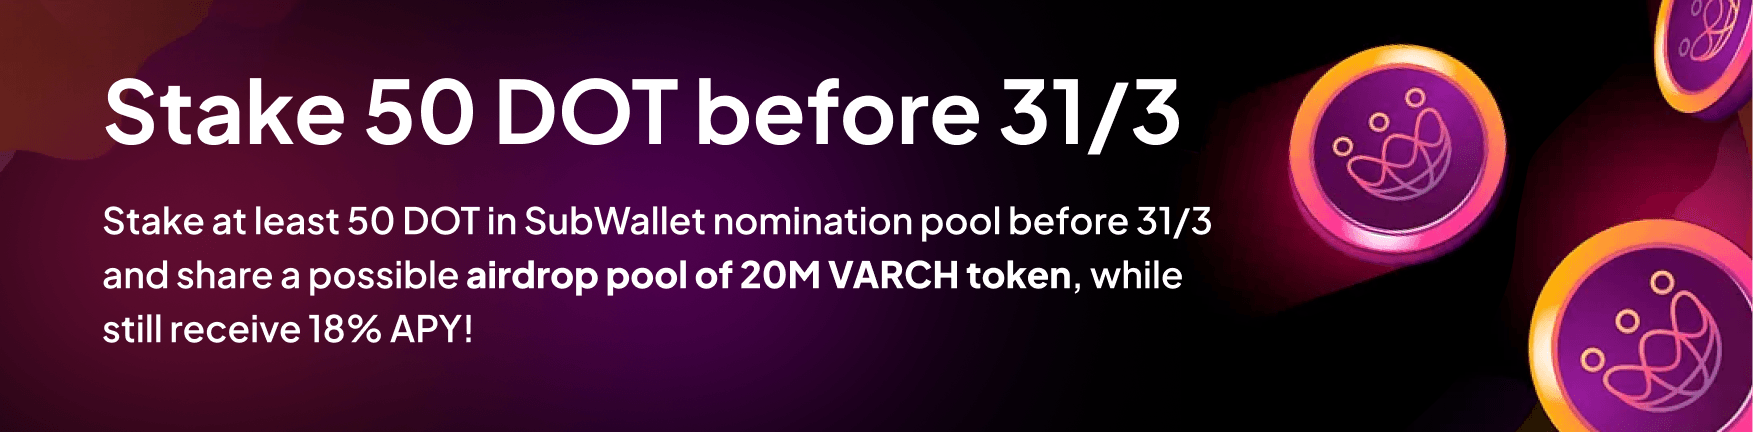 Stake 50 DOT before 31/3
Stake at least 50 DOT in SubWallet nomination pool before 31/3
and share a possible airdrop pool of 20M VARCH token, while
still receive 18% APY!